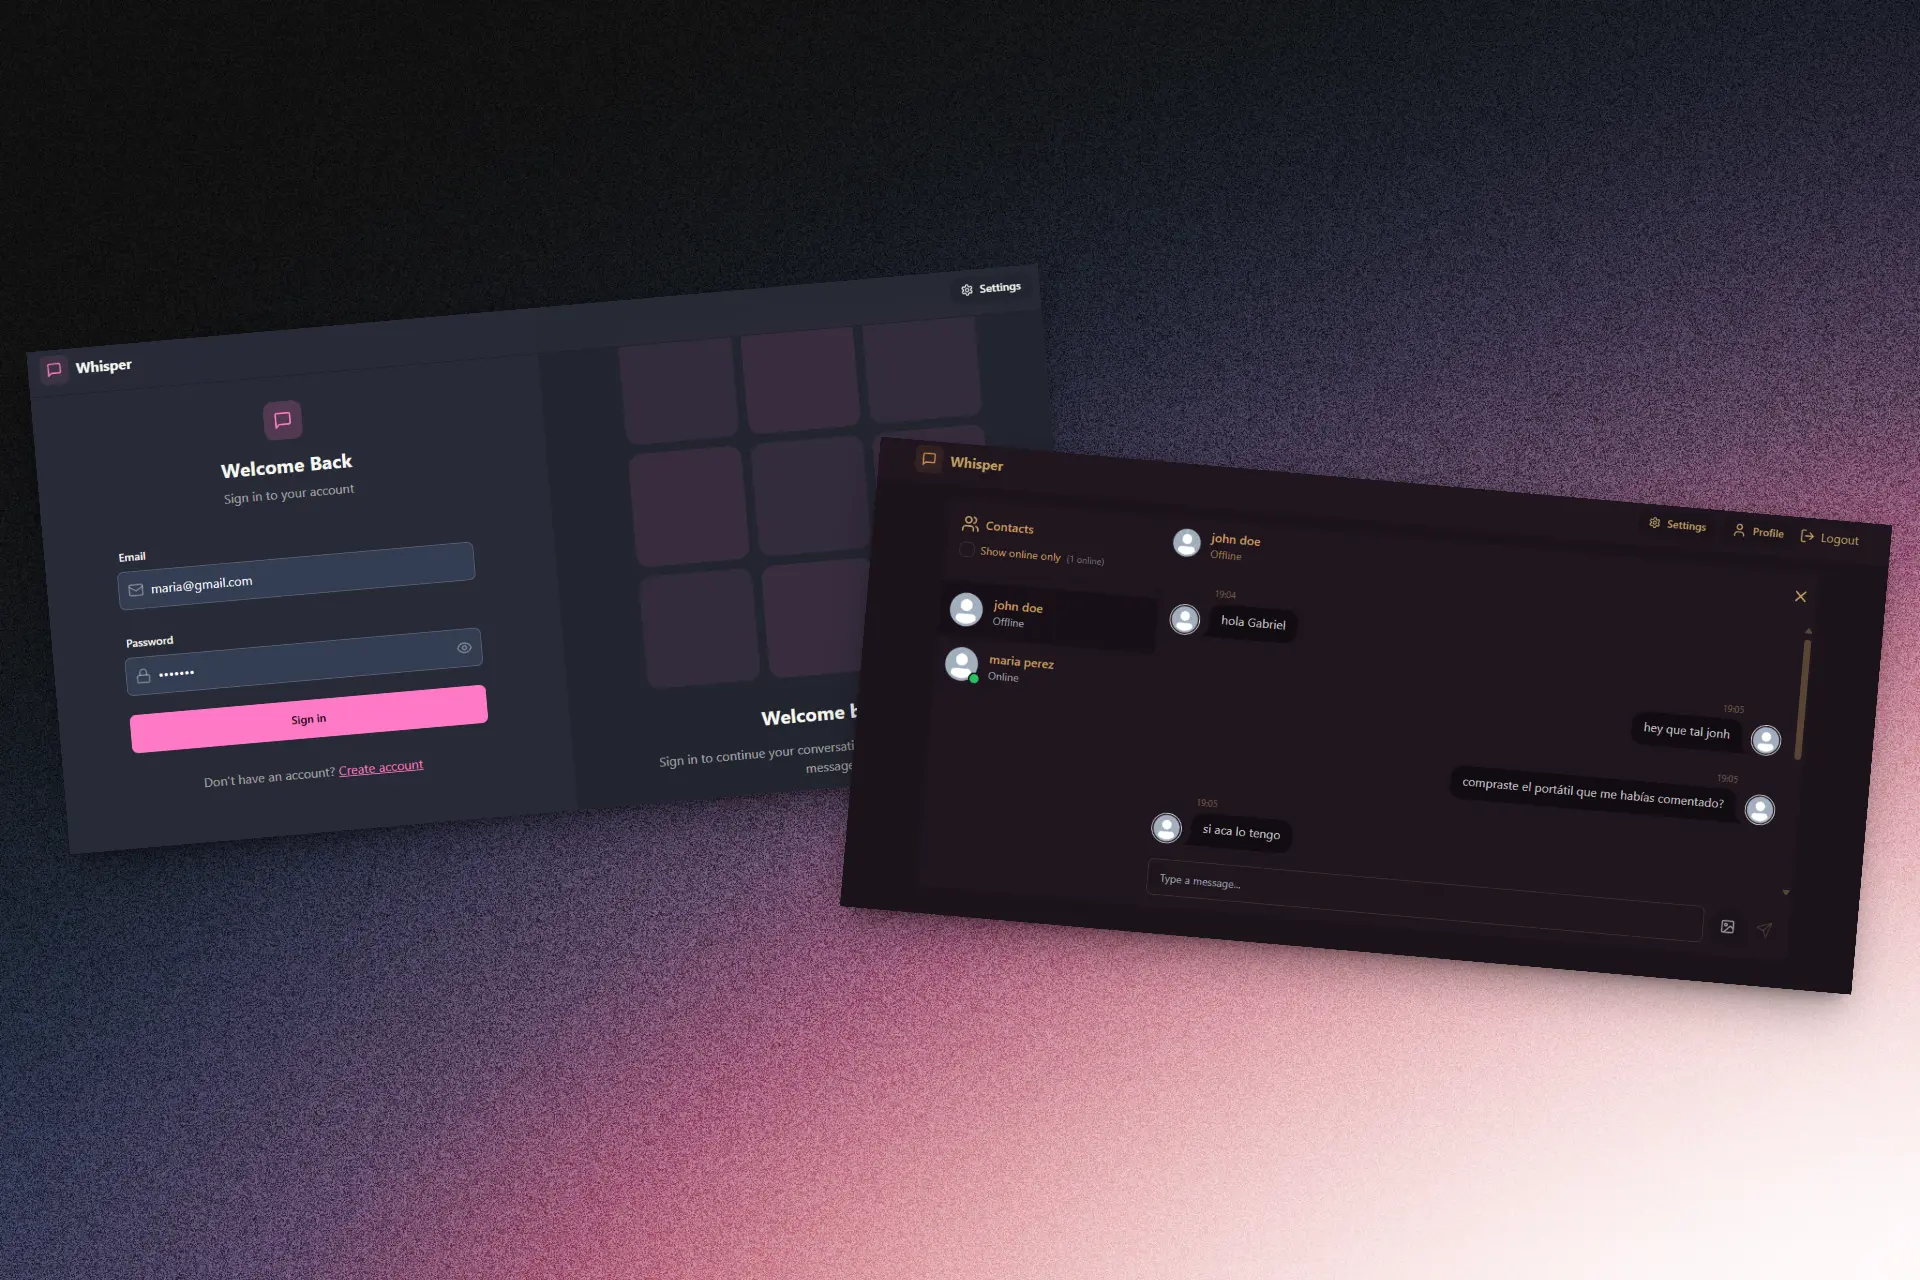 Settings
Whisper
Welcome Back
Sign in to your account
Email
maria@gmail.com
Password
•••••••
Sign in
Don't have an account? Create account
Welcome
Sign in to continue your
message
Whisper
Settings
Profile
Logout
Contacts
Show online only (1 online)
john doe
Offline
maria perez
Online
john doe
Offline
19:04
hola Gabriel
19:05
hey que tal jonh
19:05
compraste el portátil que me habías comentado?
19:05
si aca lo tengo
Type a message...